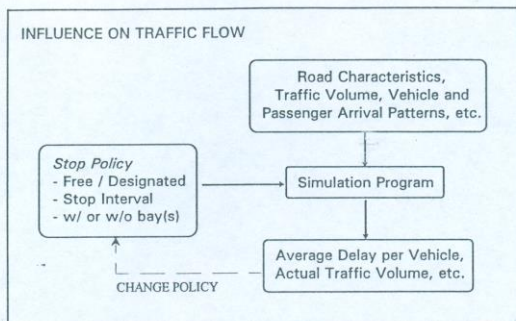 INFLUENCE ON TRAFFIC FLOW
Road Characteristics,
Traffic Volume, Vehicle and
Passenger Arrival Patterns, etc.
Stop Policy
- Free / Designated
- Stop Interval
- w/ or w/o bay(s)
Simulation Program
Average Delay per Vehicle,
Actual Traffic Volume, etc.
CHANGE POLICY